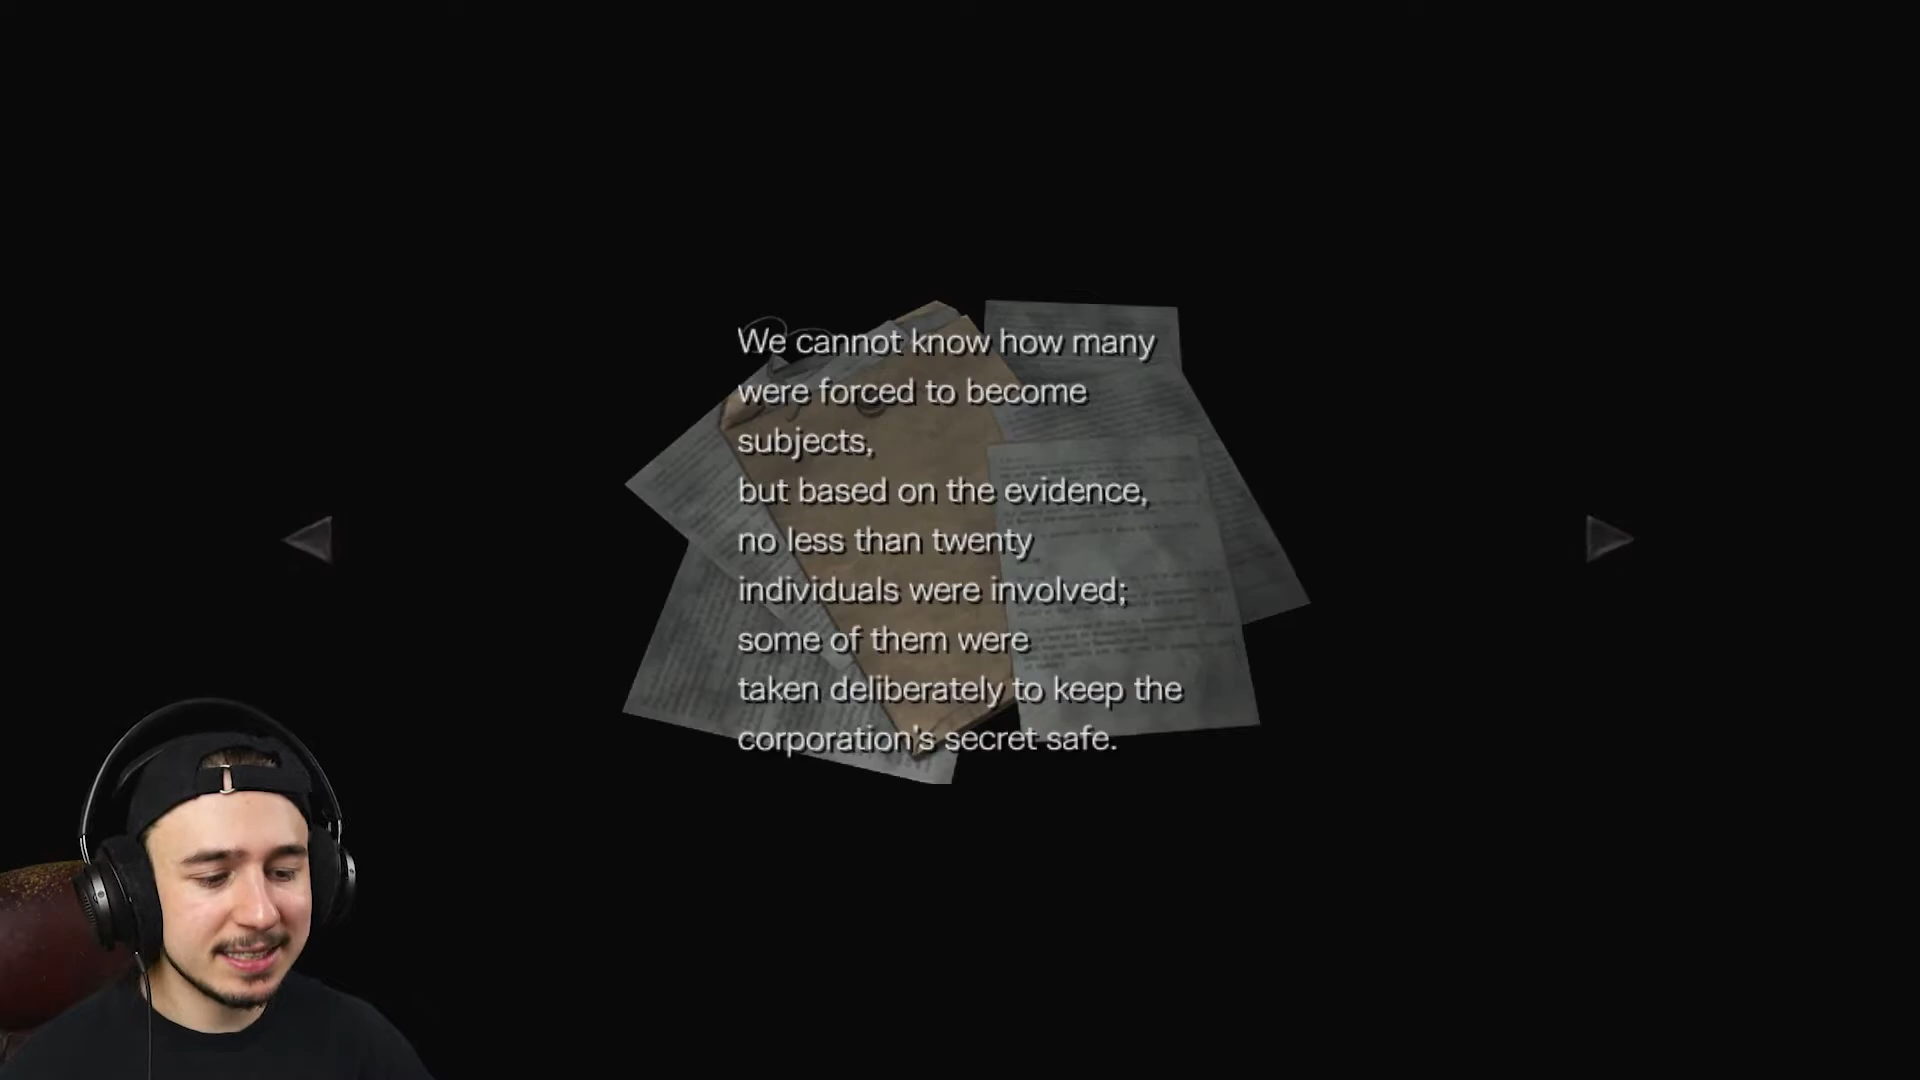 We cannot know how many
were forced to become
subjects,
but based on the evidence,
no less than twenty
individuals were involved;
some of them were
taken deliberately to keep the
corporation's secret safe.